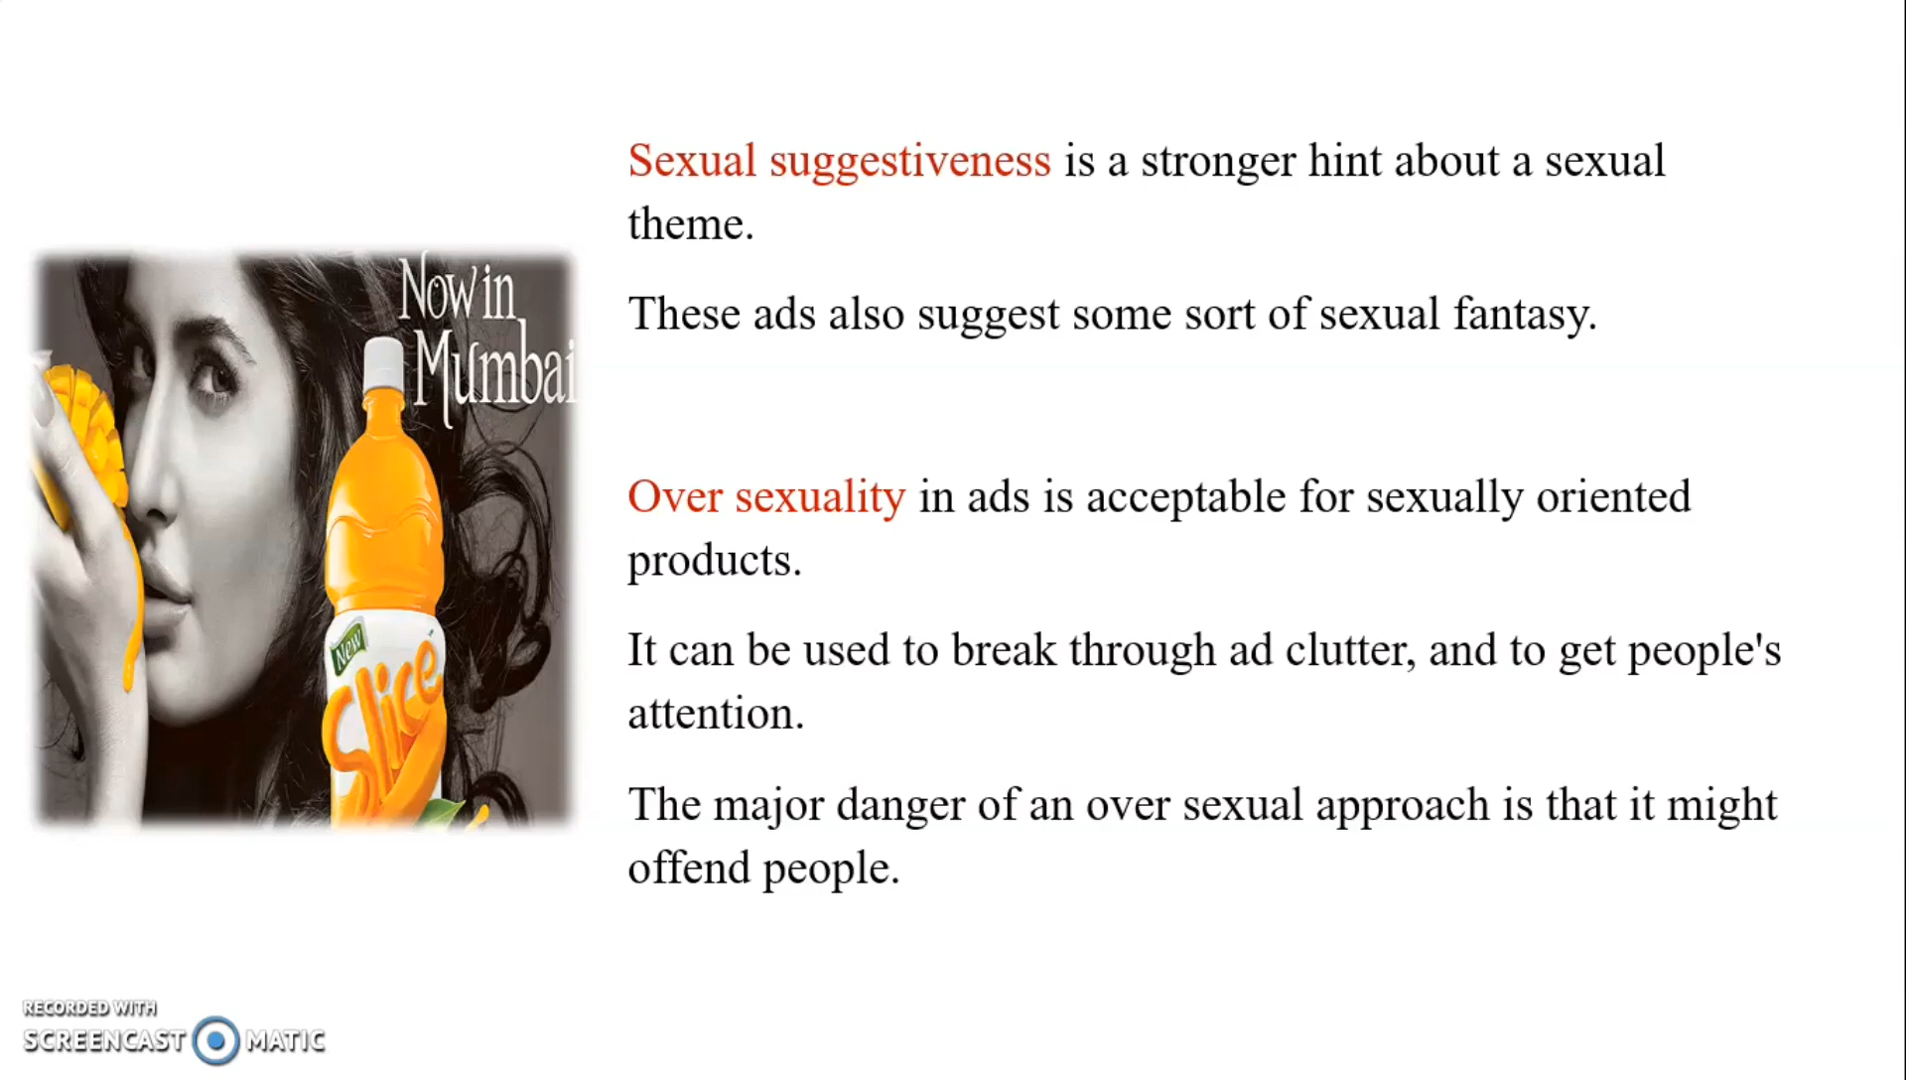 Sexual suggestiveness is a stronger hint about a sexual
theme.
These ads also suggest some sort of sexual fantasy.
Now in
Mumbai
Over sexuality in ads is acceptable for sexually oriented
products.
It can be used to break through ad clutter, and to get people's
attention.
New
Slice
The major danger of an over sexual approach is that it might
offend people.
RECORDED WITH
SCREENCAST MATIC